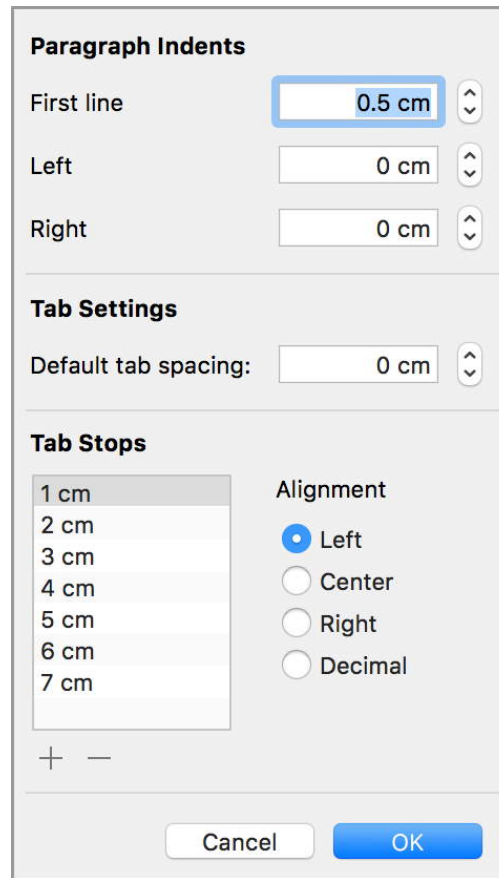 Paragraph Indents
First line 0.5 cm
Left 0 cm
Right 0 cm
Tab Settings
Default tab spacing: 0 cm
Tab Stops
1 cm
2 cm
3 cm
4 cm
5 cm
6 cm
7 cm
Alignment
Left
Center
Right
Decimal
Cancel OK